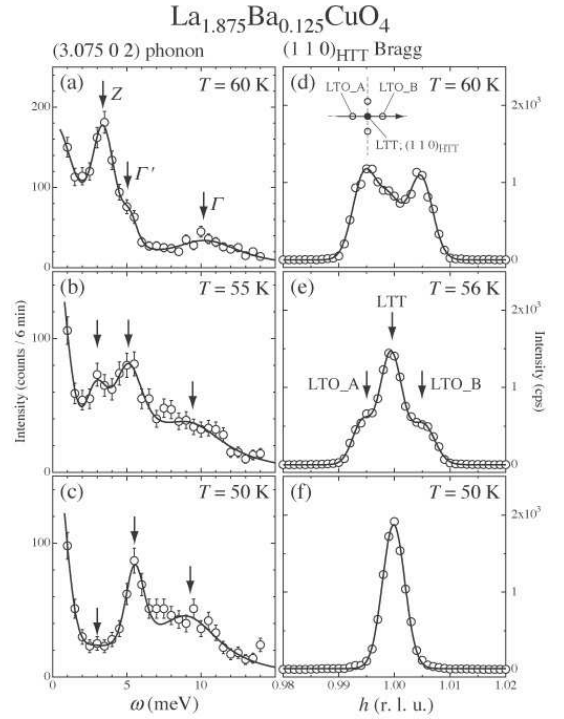 La1.875Ba0.125CuO4
(3.075 0 2) phonon
(1 1 0)HTT Bragg
(a)
T = 60 K
Z
Γ'
Γ
200
100
0
(d)
T = 60 K
LTO_A
LTO_B
LTT; (1 1 0)HTT
2x10³
1
0
(b)
T = 55 K
100
0
Intensity (counts / 6 min)
(e)
T = 56 K
LTT
LTO_A
LTO_B
2x10³
1
0
Intensity (cps)
(c)
T = 50 K
100
0
0
5
10
ω (meV)
(f)
T = 50 K
2x10³
1
0
0.98
0.99
1.00
1.01
1.02
h (r. l. u.)